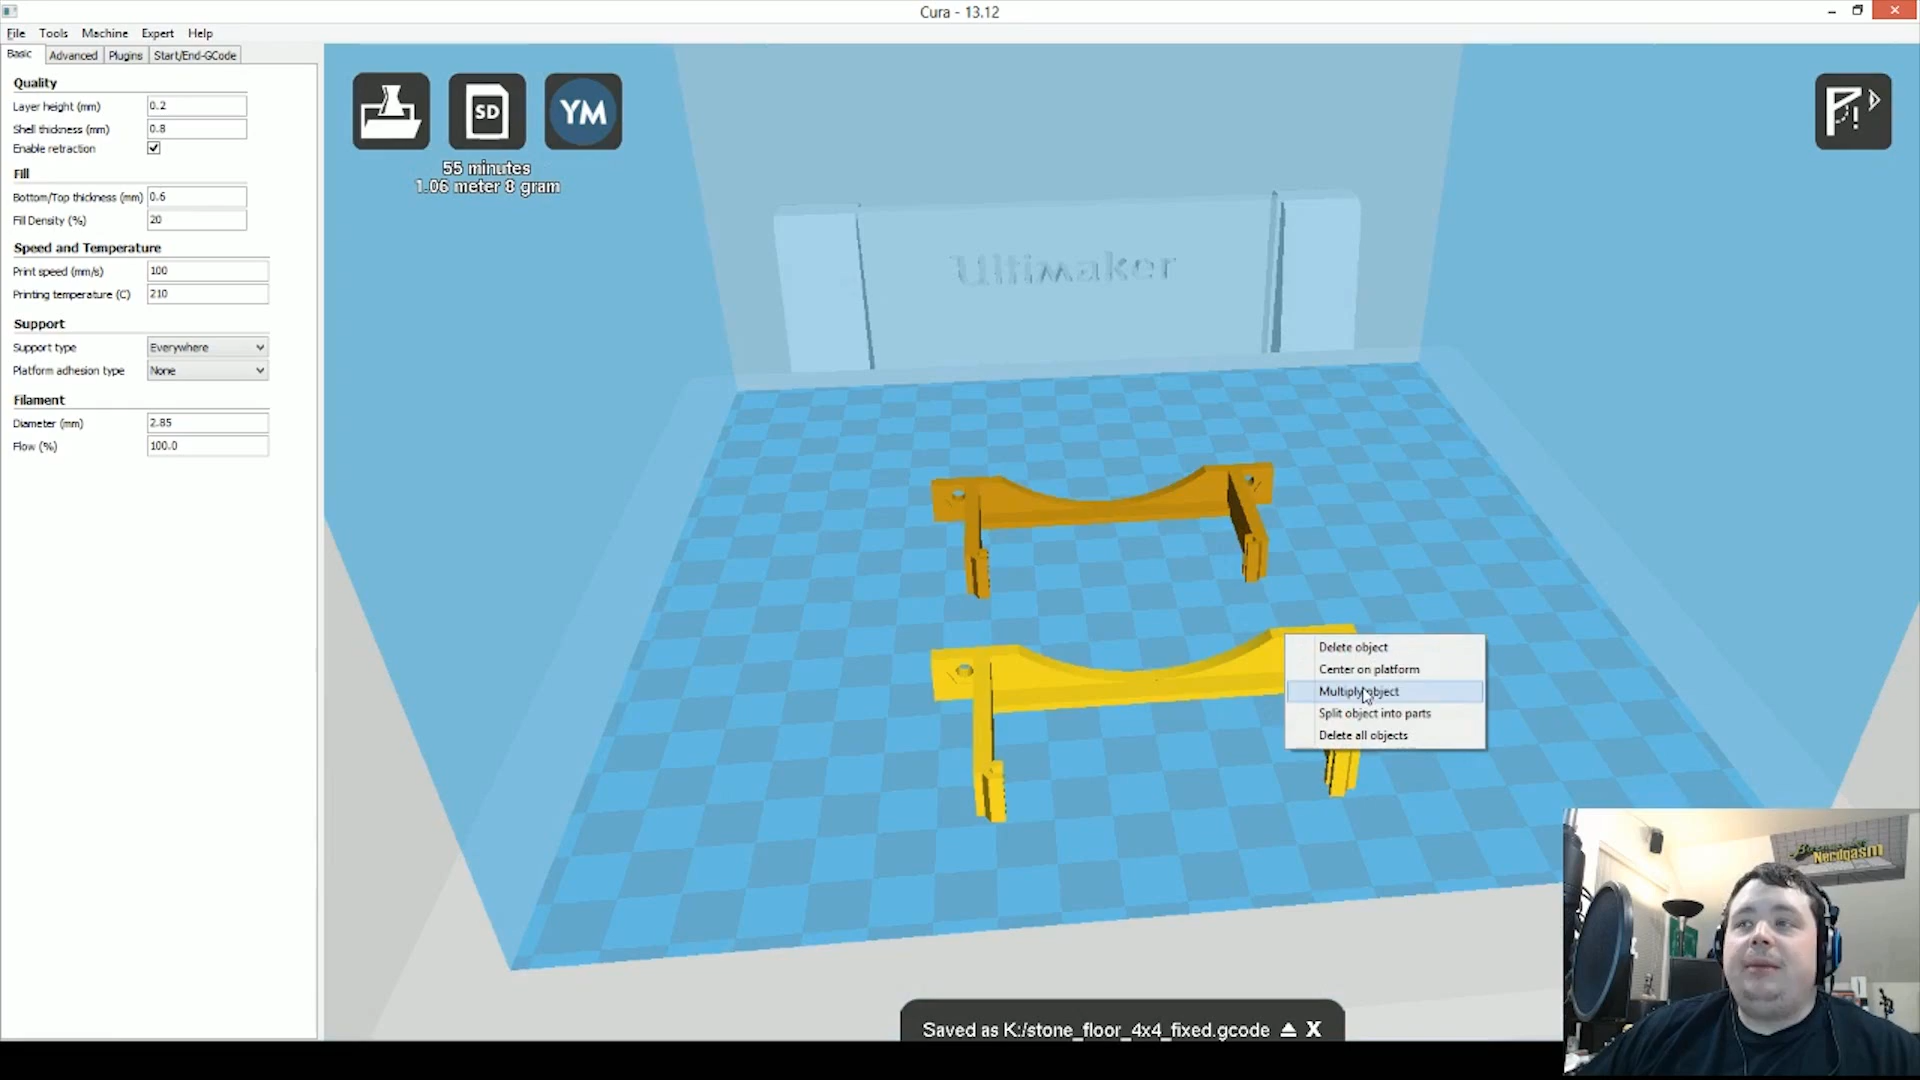 Cura - 13.12
File Tools Machine Expert Help
Basic Advanced Plugins Start/End-GCode
Quality
Layer height (mm) 0.2
Shell thickness (mm) 0.8
Enable retraction
Fill
Bottom/Top thickness (mm) 0.6
Fill Density (%) 20
Speed and Temperature
Print speed (mm/s) 100
Printing temperature (C) 210
Support
Support type Everywhere
Platform adhesion type None
Filament
Diameter (mm) 2.85
Flow (%) 100.0
SD
YM
55 minutes
1.06 meter 8 gram
Ultimaker
Delete object
Center on platform
Multiply object
Split object into parts
Delete all objects
Nerdgasm
Saved as K:/stone_floor_4x4_fixed.gcode X